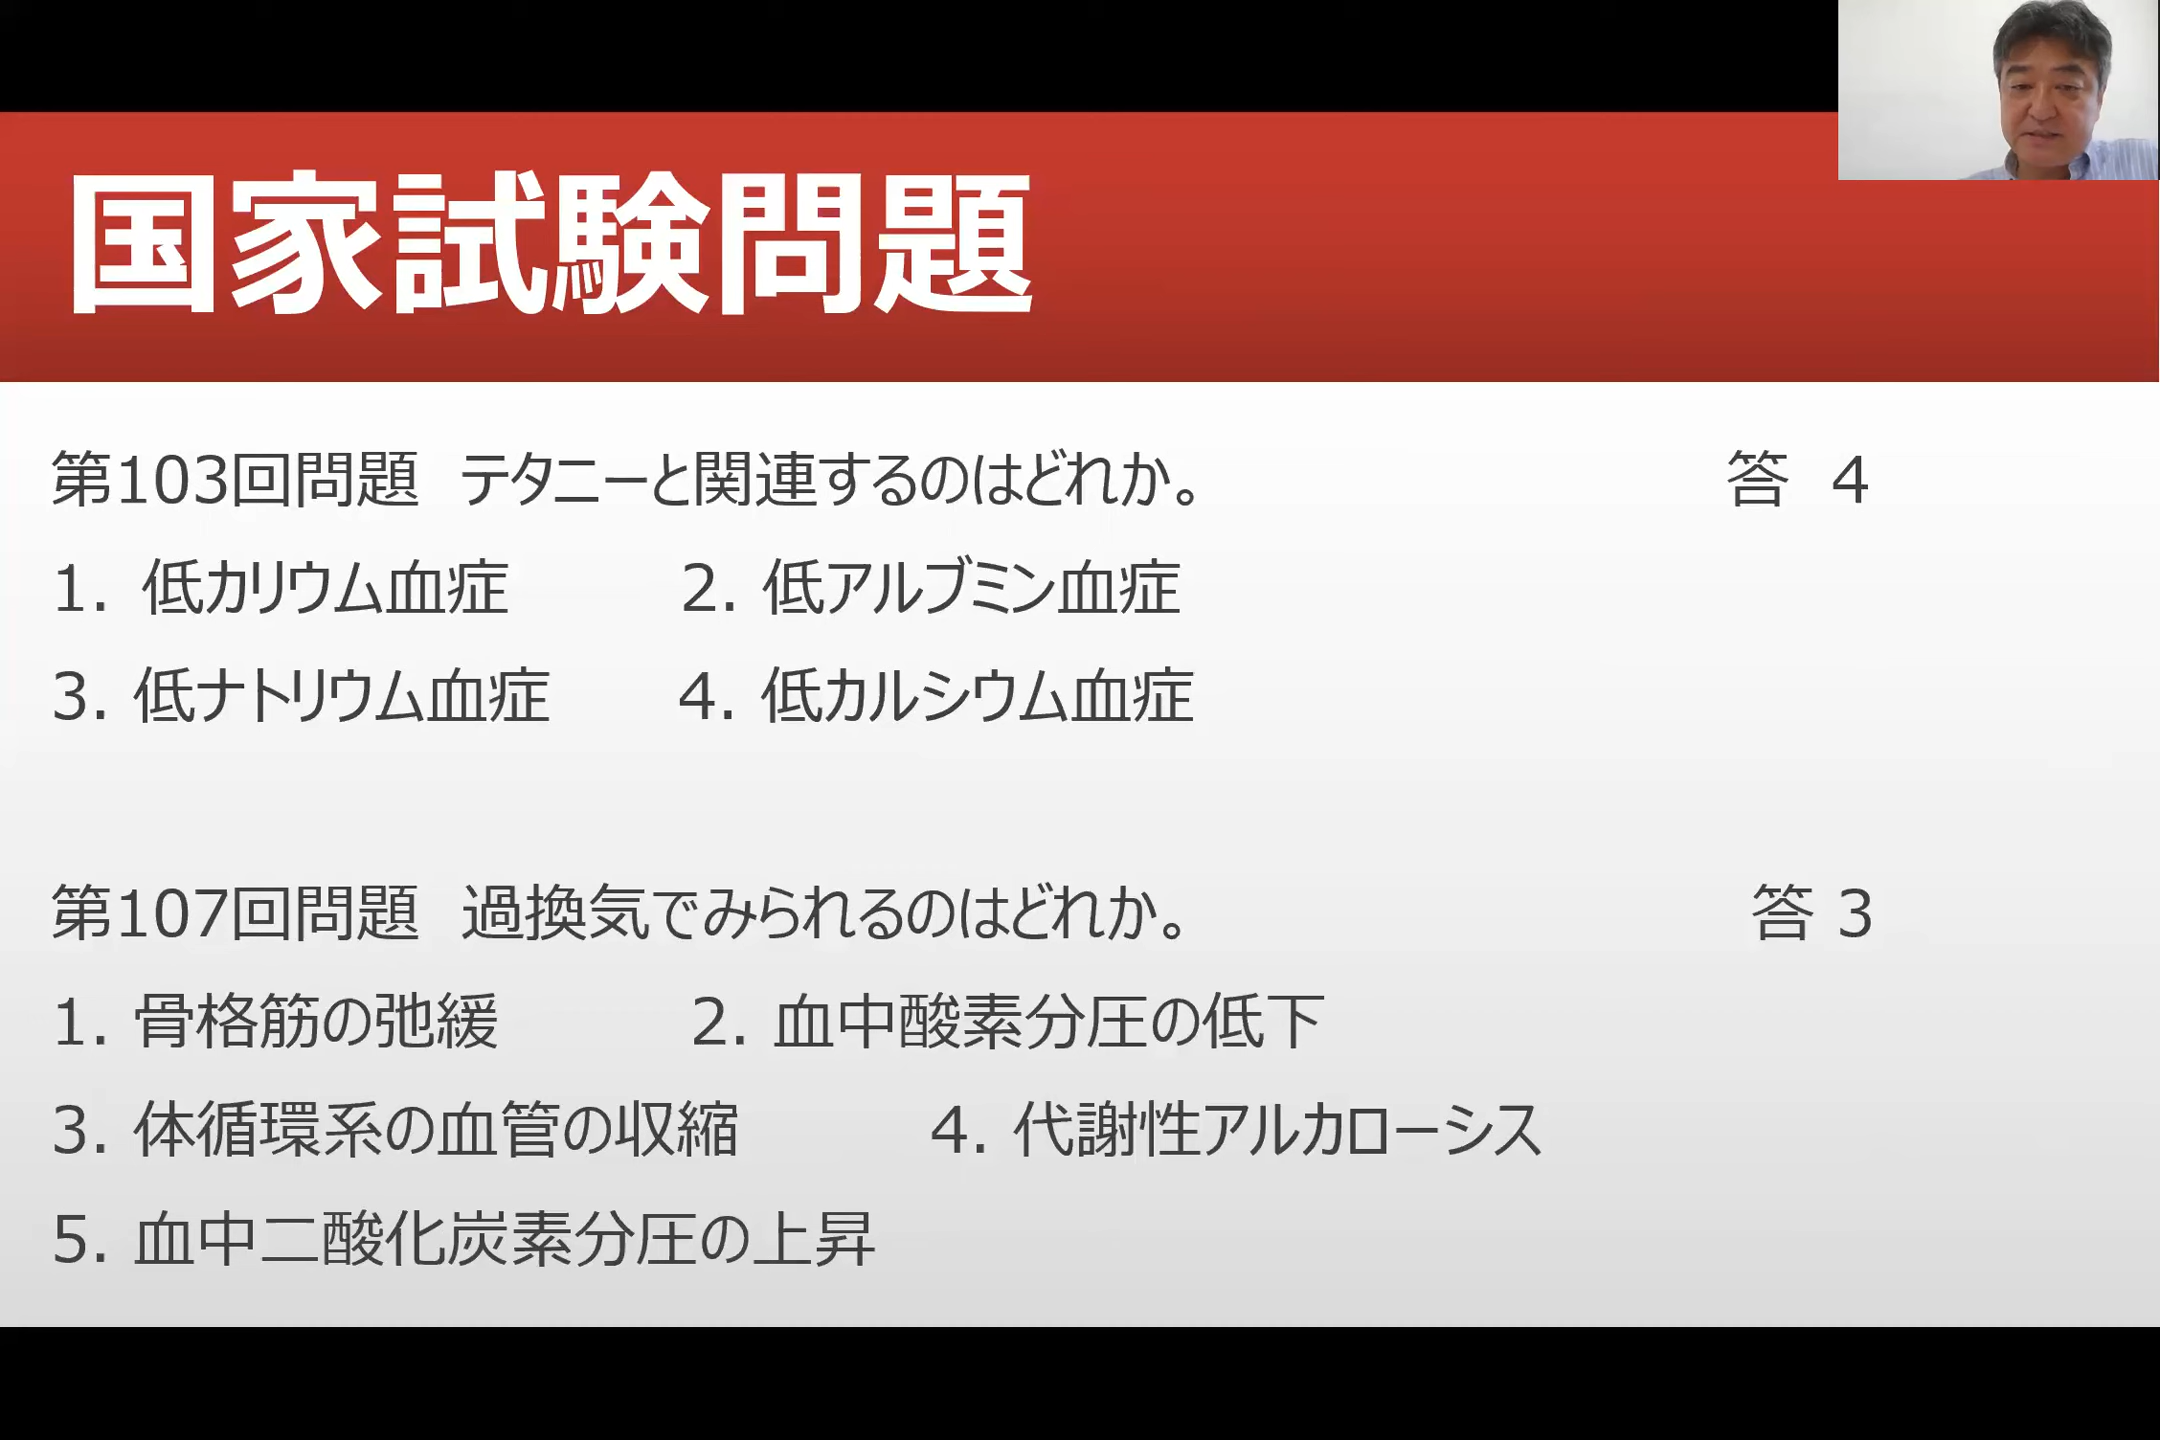 国家試験問題
第103回問題　テタニーと関連するのはどれか。　答　4
1. 低カリウム血症　2. 低アルブミン血症
3. 低ナトリウム血症　4. 低カルシウム血症
第107回問題　過換気でみられるのはどれか。　答 3
1. 骨格筋の弛緩　2. 血中酸素分圧の低下
3. 体循環系の血管の収縮　4. 代謝性アルカローシス
5. 血中二酸化炭素分圧の上昇